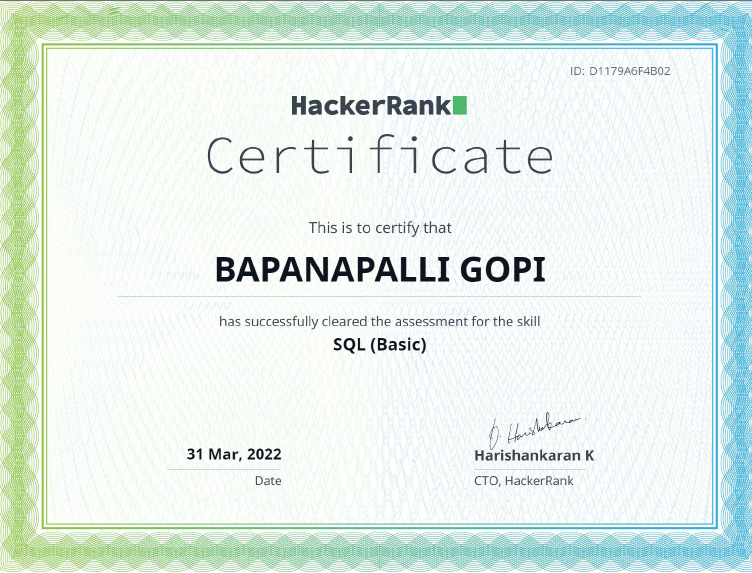 ID: D1179A6F4B02
HackerRank
Certificate
This is to certify that
BAPANAPALLI GOPI
has successfully cleared the assessment for the skill
SQL (Basic)
31 Mar, 2022
Date
Harishankaran K
CTO, HackerRank